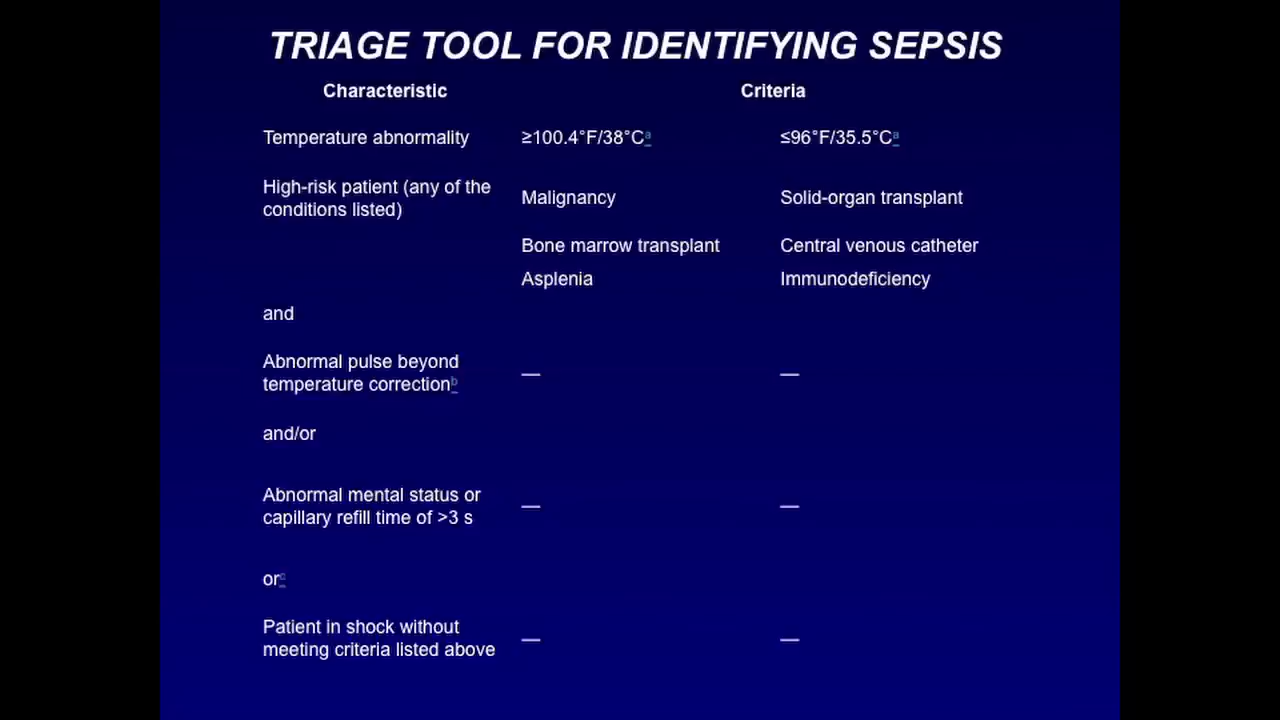 TRIAGE TOOL FOR IDENTIFYING SEPSIS
Characteristic Criteria
Temperature abnormality ≥100.4°F/38°Ca ≤96°F/35.5°Ca
High-risk patient (any of the
conditions listed) Malignancy Solid-organ transplant
Bone marrow transplant Central venous catheter
Asplenia Immunodeficiency
and
Abnormal pulse beyond
temperature correctionb — —
and/or
Abnormal mental status or
capillary refill time of >3 s — —
orc
Patient in shock without
meeting criteria listed above — —